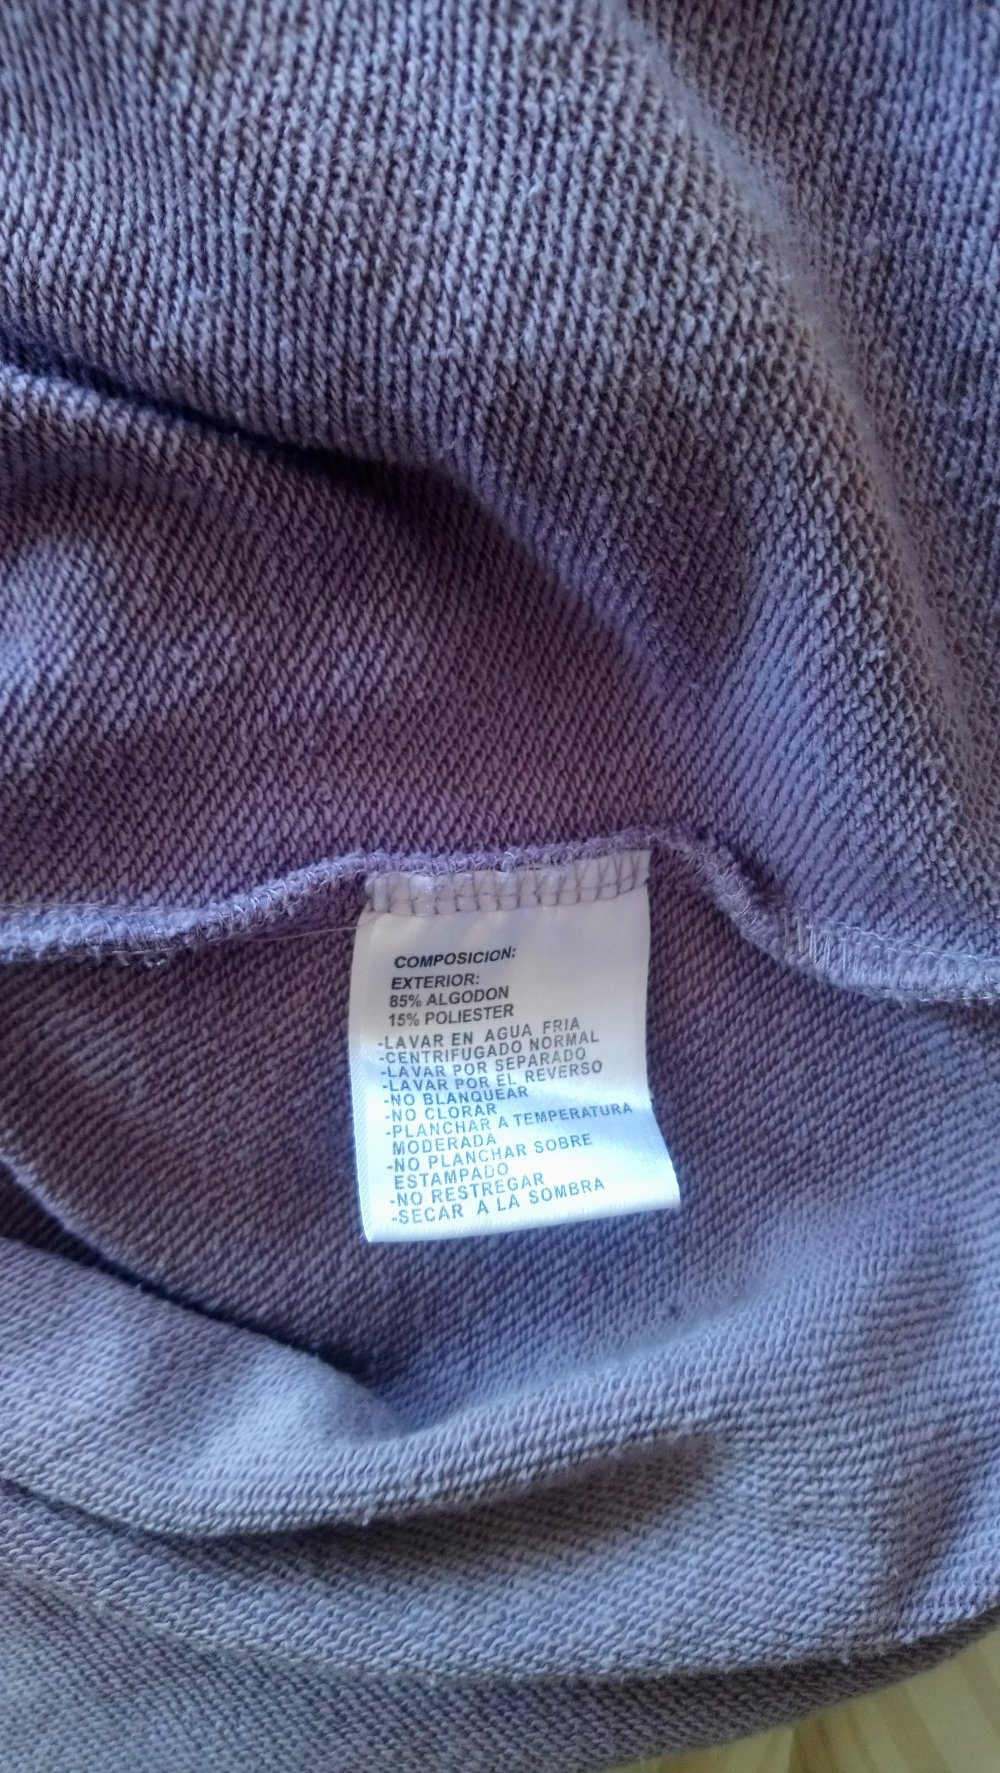 COMPOSICION:
EXTERIOR:
85% ALGODON
15% POLIESTER
-LAVAR EN AGUA FRIA
-CENTRIFUGADO NORMAL
-LAVAR POR SEPARADO
-LAVAR POR EL REVERSO
-NO BLANQUEAR
-NO CLORAR
-PLANCHAR A TEMPERATURA
MODERADA
-NO PLANCHAR SOBRE
ESTAMPADO
-NO RESTREGAR
-SECAR A LA SOMBRA